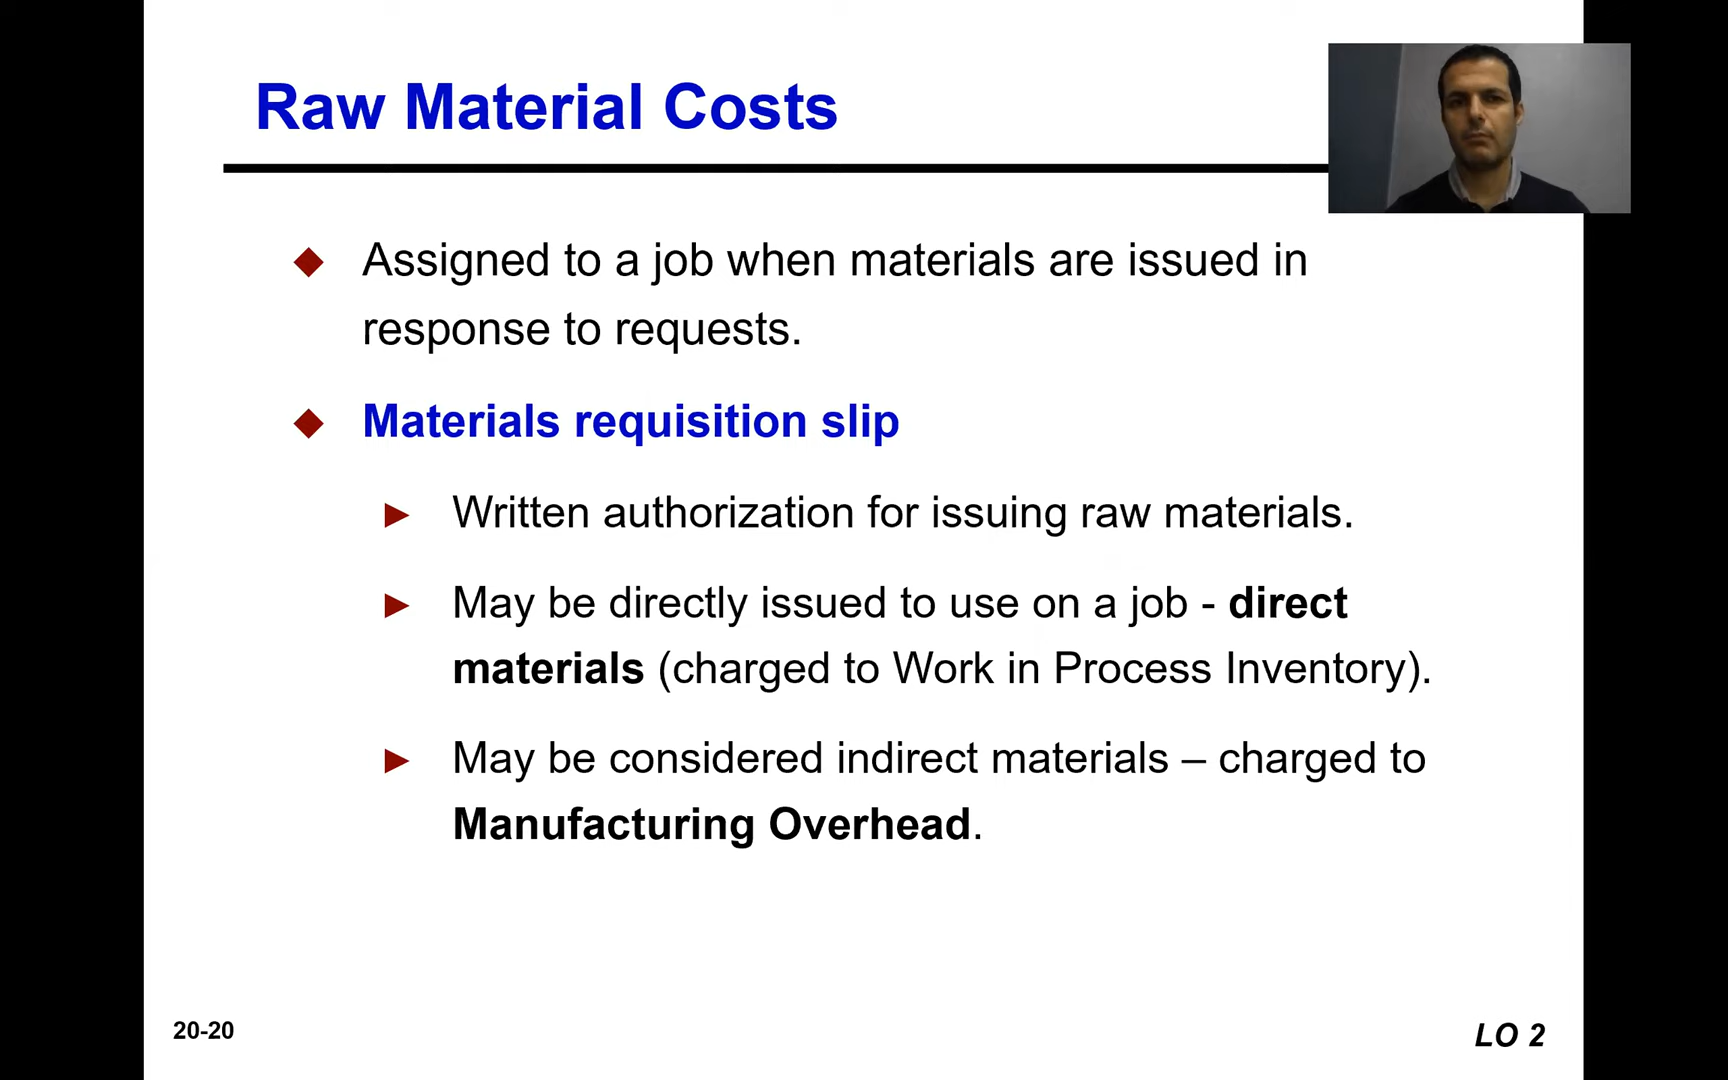 Raw Material Costs
Assigned to a job when materials are issued in
response to requests.
Materials requisition slip
Written authorization for issuing raw materials.
May be directly issued to use on a job - direct
materials (charged to Work in Process Inventory).
May be considered indirect materials – charged to
Manufacturing Overhead.
20-20
LO 2